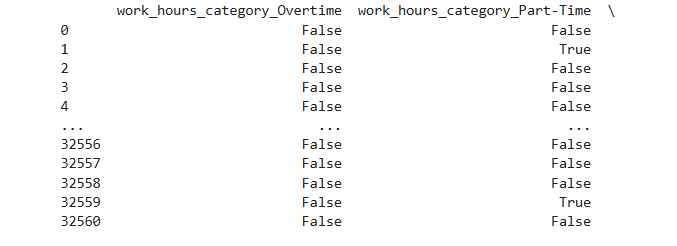 work_hours_category_Overtime work_hours_category_Part-Time \
0 False False
1 False True
2 False False
3 False False
4 False False
... ... ...
32556 False False
32557 False False
32558 False False
32559 False True
32560 False False